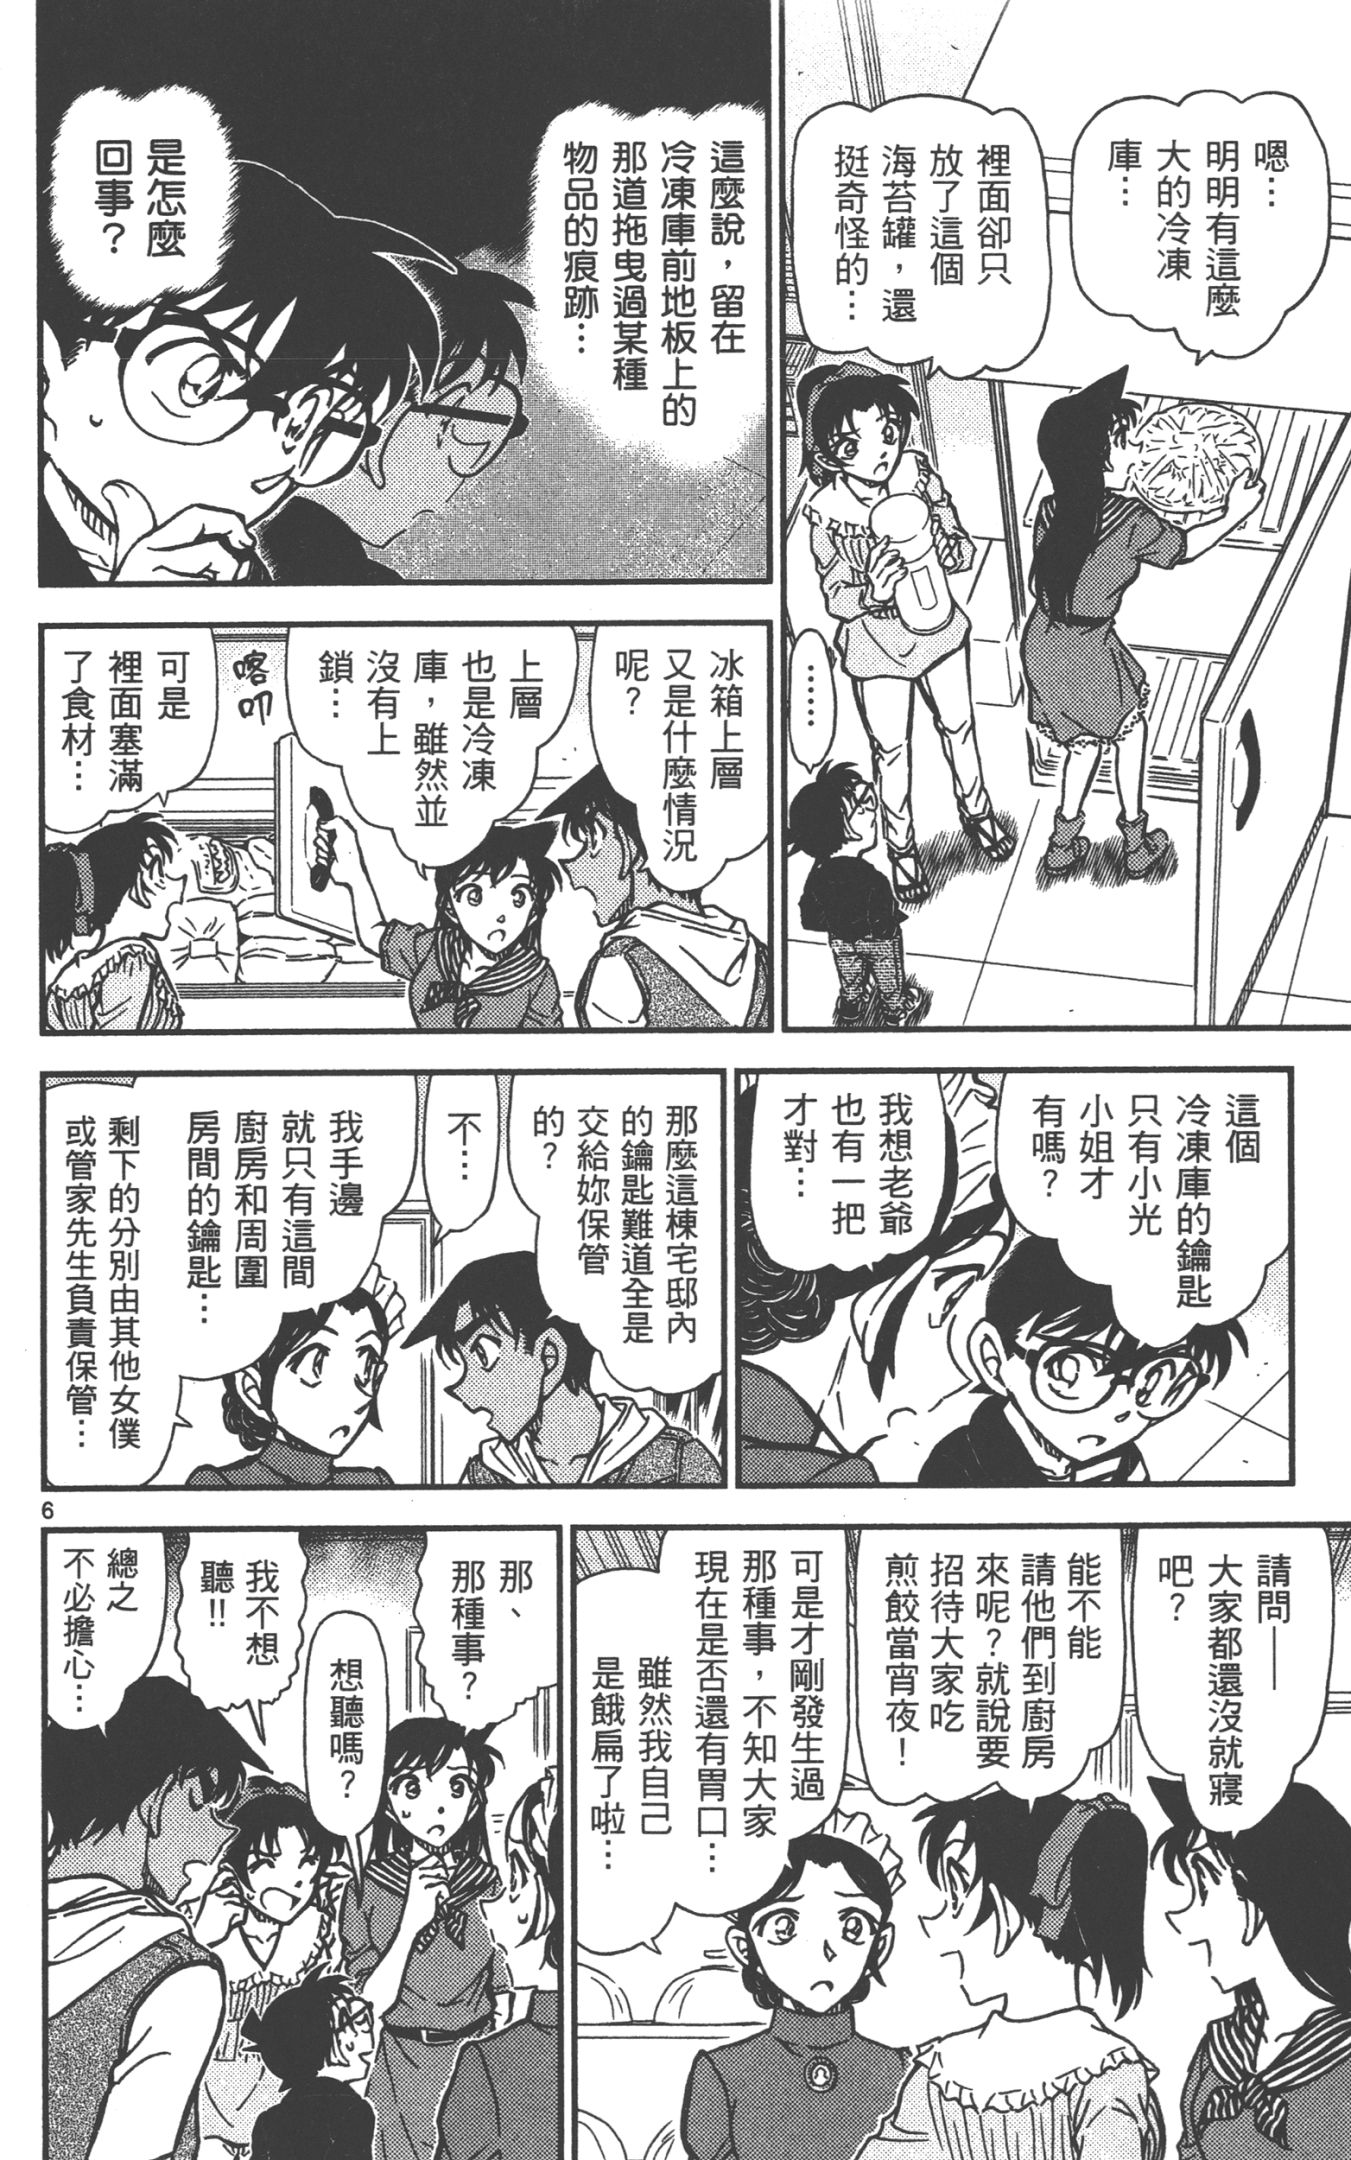 嗯…
明明有這麼
大的冷凍
庫…
裡面卻只
放了這個
海苔罐，還
挺奇怪的…
……
這麼說，留在
冷凍庫前地板上的
那道拖曳過某種
物品的痕跡…
是怎麼
回事？
冰箱上層
又是什麼情況
呢？
上層
也是冷凍
庫，雖然並
沒有上
鎖…
喀叩
可是
裡面塞滿
了食材…
這個
冷凍庫的鑰匙
只有小光
小姐才
有嗎？
我想老爺
也有一把
才對…
那麼這棟宅邸內
的鑰匙難道全是
交給妳保管
的？
不…
我手邊
就只有這間
廚房和周圍
房間的鑰匙…
剩下的分別由其他女僕
或管家先生負責保管…
6
請問——
大家都還沒就寢
吧？
能不能
請他們到廚房
來呢？就說要
招待大家吃
煎餃當宵夜！
可是才剛發生過
那種事，不知大家
現在是否還有胃口…
雖然我自己
是餓扁了啦…
那、
那種事？
想聽嗎？
我不想
聽!!
總之
不必擔心…